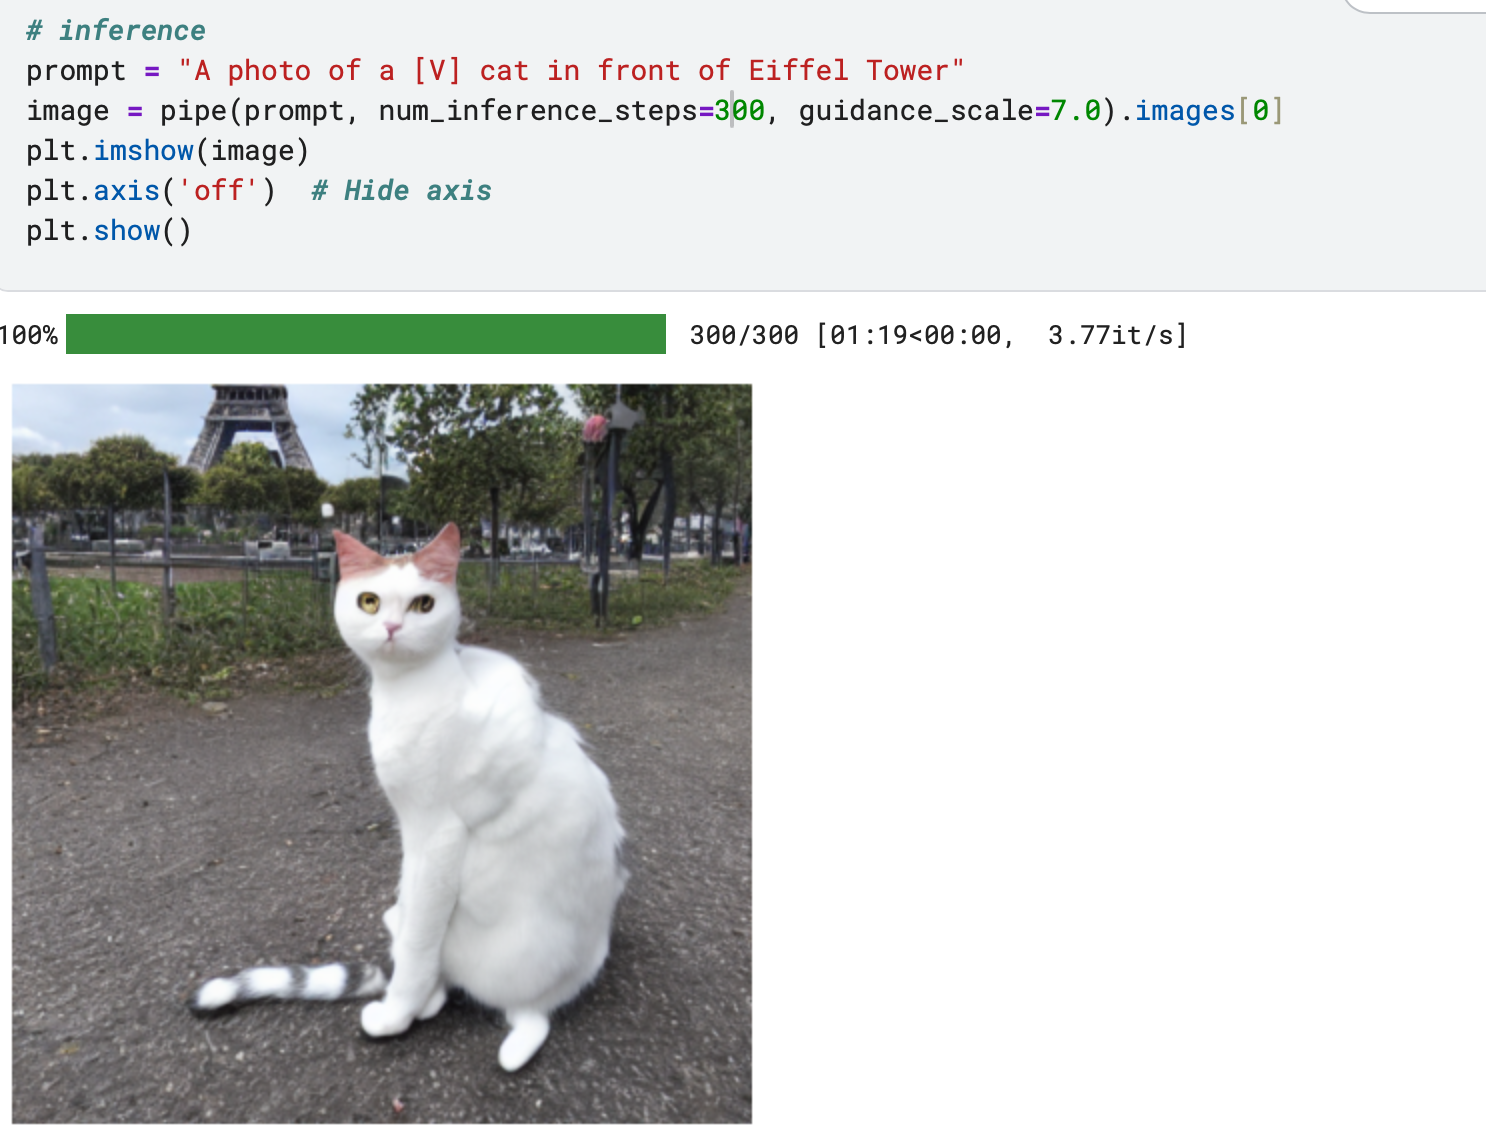 # inference
prompt = "A photo of a [V] cat in front of Eiffel Tower"
image = pipe(prompt, num_inference_steps=300, guidance_scale=7.0).images[0]
plt.imshow(image)
plt.axis('off')  # Hide axis
plt.show()
100% 300/300 [01:19<00:00,  3.77it/s]